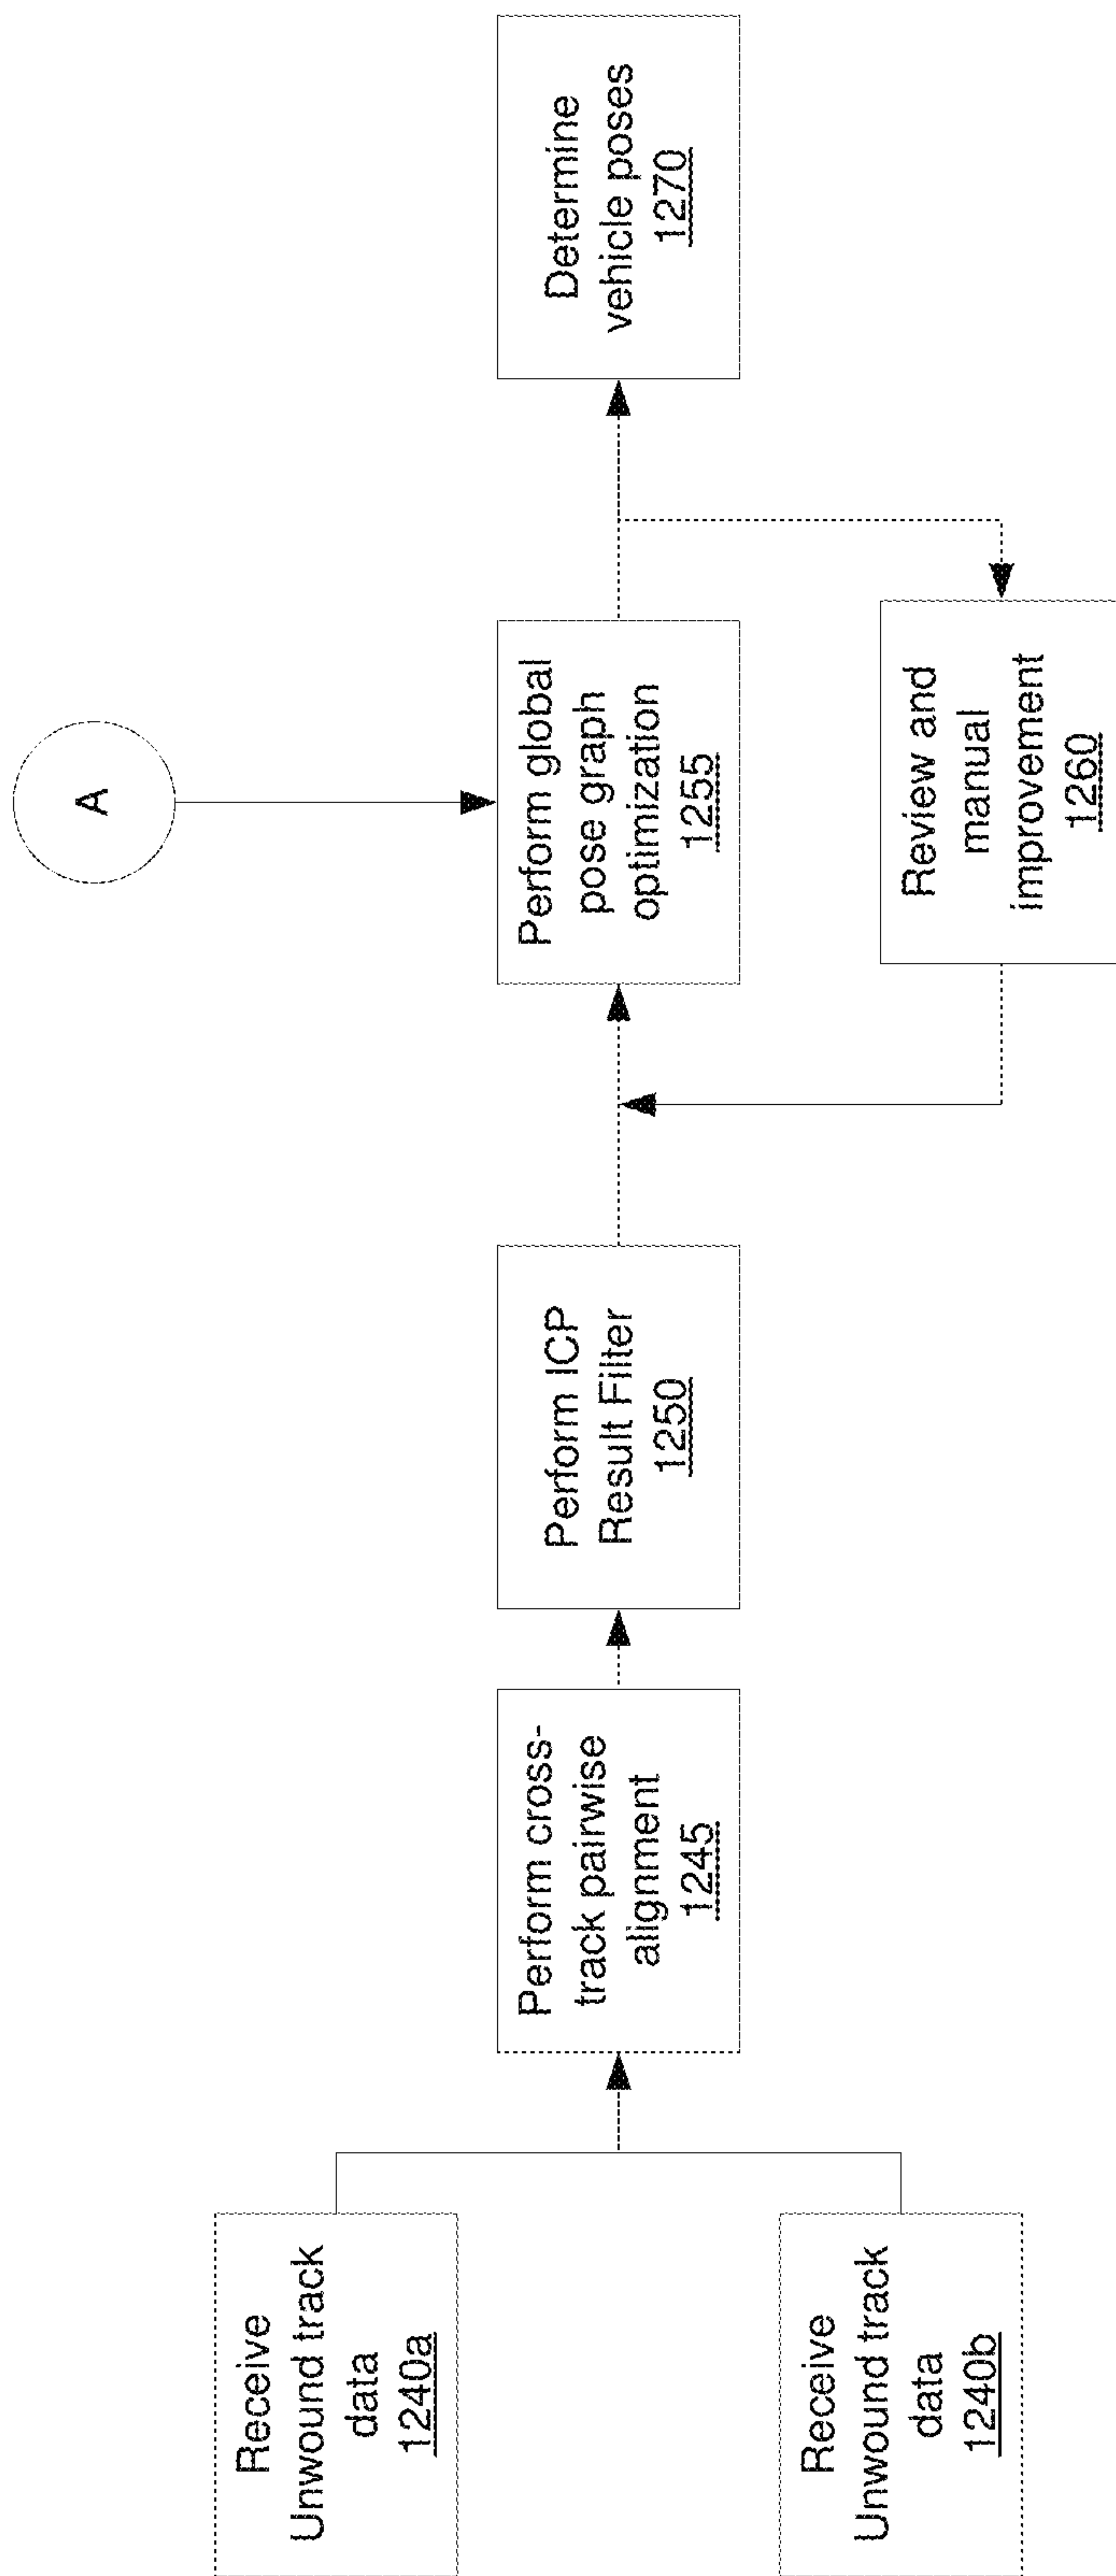 Receive
Unwound track
data
1240a
Receive
Unwound track
data
1240b
Perform cross-
track pairwise
alignment
1245
Perform ICP
Result Filter
1250
A
Perform global
pose graph
optimization
1255
Review and
manual
improvement
1260
Determine
vehicle poses
1270